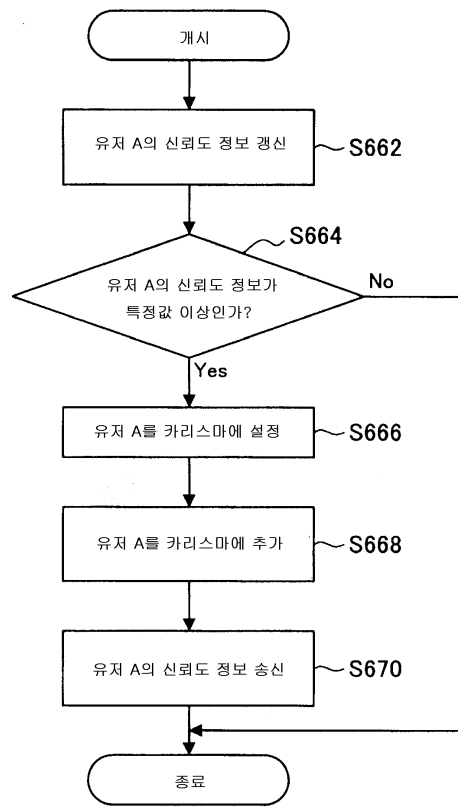 개시
유저 A의 신뢰도 정보 갱신
S662
S664
유저 A의 신뢰도 정보가
특정값 이상인가?
No
Yes
유저 A를 카리스마에 설정
S666
유저 A를 카리스마에 추가
S668
유저 A의 신뢰도 정보 송신
S670
종료